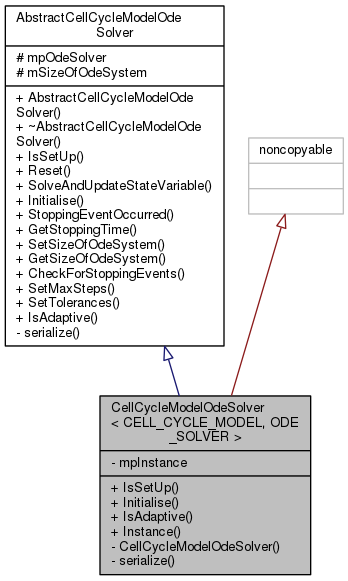 AbstractCellCycleModelOde
Solver
# mpOdeSolver
# mSizeOfOdeSystem
+ AbstractCellCycleModelOde
Solver()
+ ~AbstractCellCycleModelOde
Solver()
+ IsSetUp()
+ Reset()
+ SolveAndUpdateStateVariable()
+ Initialise()
+ StoppingEventOccurred()
+ GetStoppingTime()
+ SetSizeOfOdeSystem()
+ GetSizeOfOdeSystem()
+ CheckForStoppingEvents()
+ SetMaxSteps()
+ SetTolerances()
+ IsAdaptive()
- serialize()
noncopyable
CellCycleModelOdeSolver
< CELL_CYCLE_MODEL, ODE
_SOLVER >
- mpInstance
+ IsSetUp()
+ Initialise()
+ IsAdaptive()
+ Instance()
- CellCycleModelOdeSolver()
- serialize()